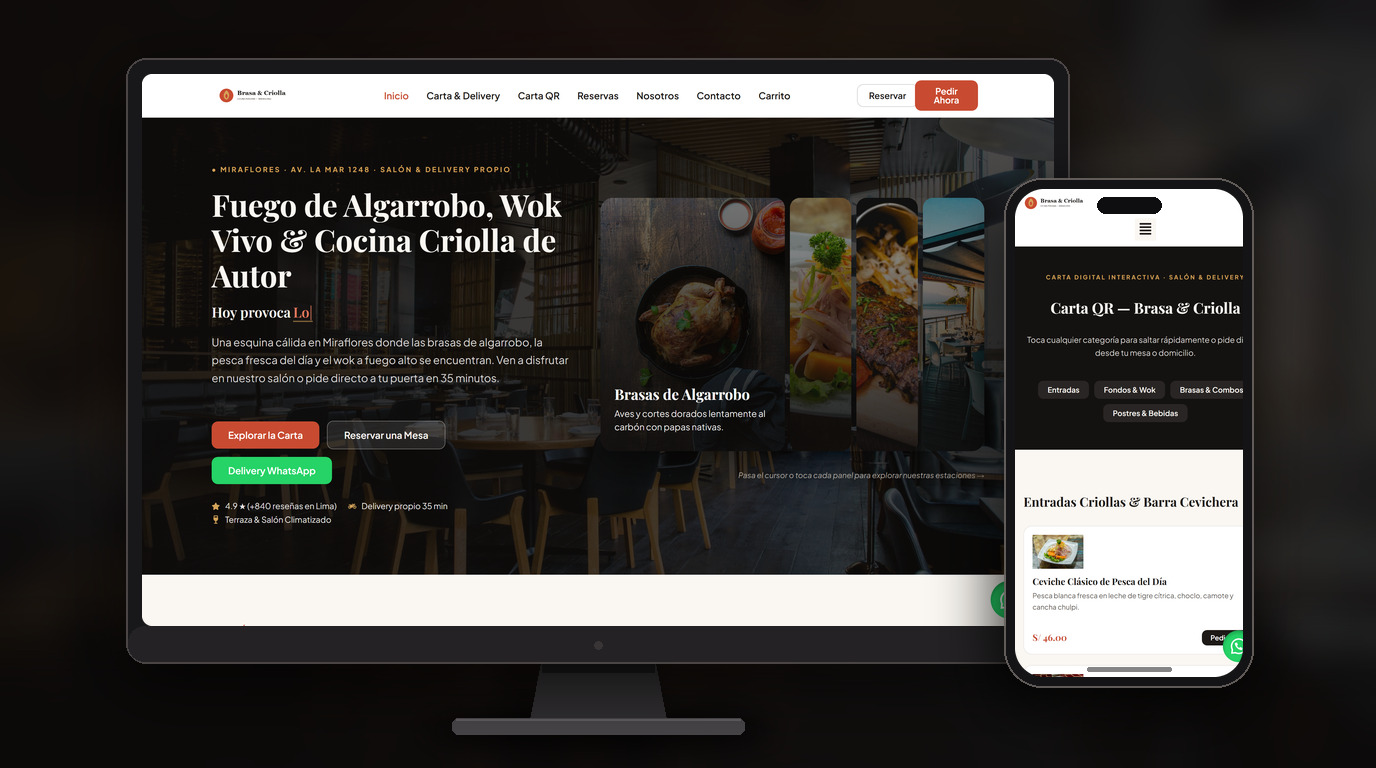 Brasa & Criolla
Inicio
Carta & Delivery
Carta QR
Reservas
Nosotros
Contacto
Carrito
Reservar
Pedir
Ahora
• MIRAFLORES · AV. LA MAR 1248 · SALÓN & DELIVERY PROPIO
Fuego de Algarrobo, Wok
Vivo & Cocina Criolla de
Autor
Hoy provoca Lo
Una esquina cálida en Miraflores donde las brasas de algarrobo, la
pesca fresca del día y el wok a fuego alto se encuentran. Ven a disfrutar
en nuestro salón o pide directo a tu puerta en 35 minutos.
Explorar la Carta
Reservar una Mesa
Delivery WhatsApp
4.9 ★ (+840 reseñas en Lima)
Delivery propio 35 min
Terraza & Salón Climatizado
Brasas de Algarrobo
Aves y cortes dorados lentamente al
carbón con papas nativas.
Pasa el cursor o toca cada panel para explorar nuestras estaciones →
Brasa & Criolla
CARTA DIGITAL INTERACTIVA · SALÓN & DELIVERY
Carta QR — Brasa & Criolla
Toca cualquier categoría para saltar rápidamente o pide di
desde tu mesa o domicilio.
Entradas
Fondos & Wok
Brasas & Combos
Postres & Bebidas
Entradas Criollas & Barra Cevichera
Ceviche Clásico de Pesca del Día
Pesca blanca fresca en leche de tigre cítrica, choclo, camote y
cancha chulpi.
S/ 46.00
Pedi